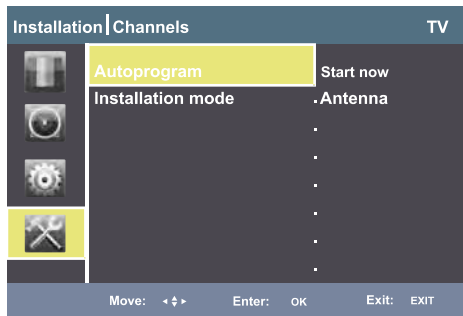 Installation Channels TV
Autoprogram Start now
Installation mode Antenna
Move: Enter: OK Exit: EXIT